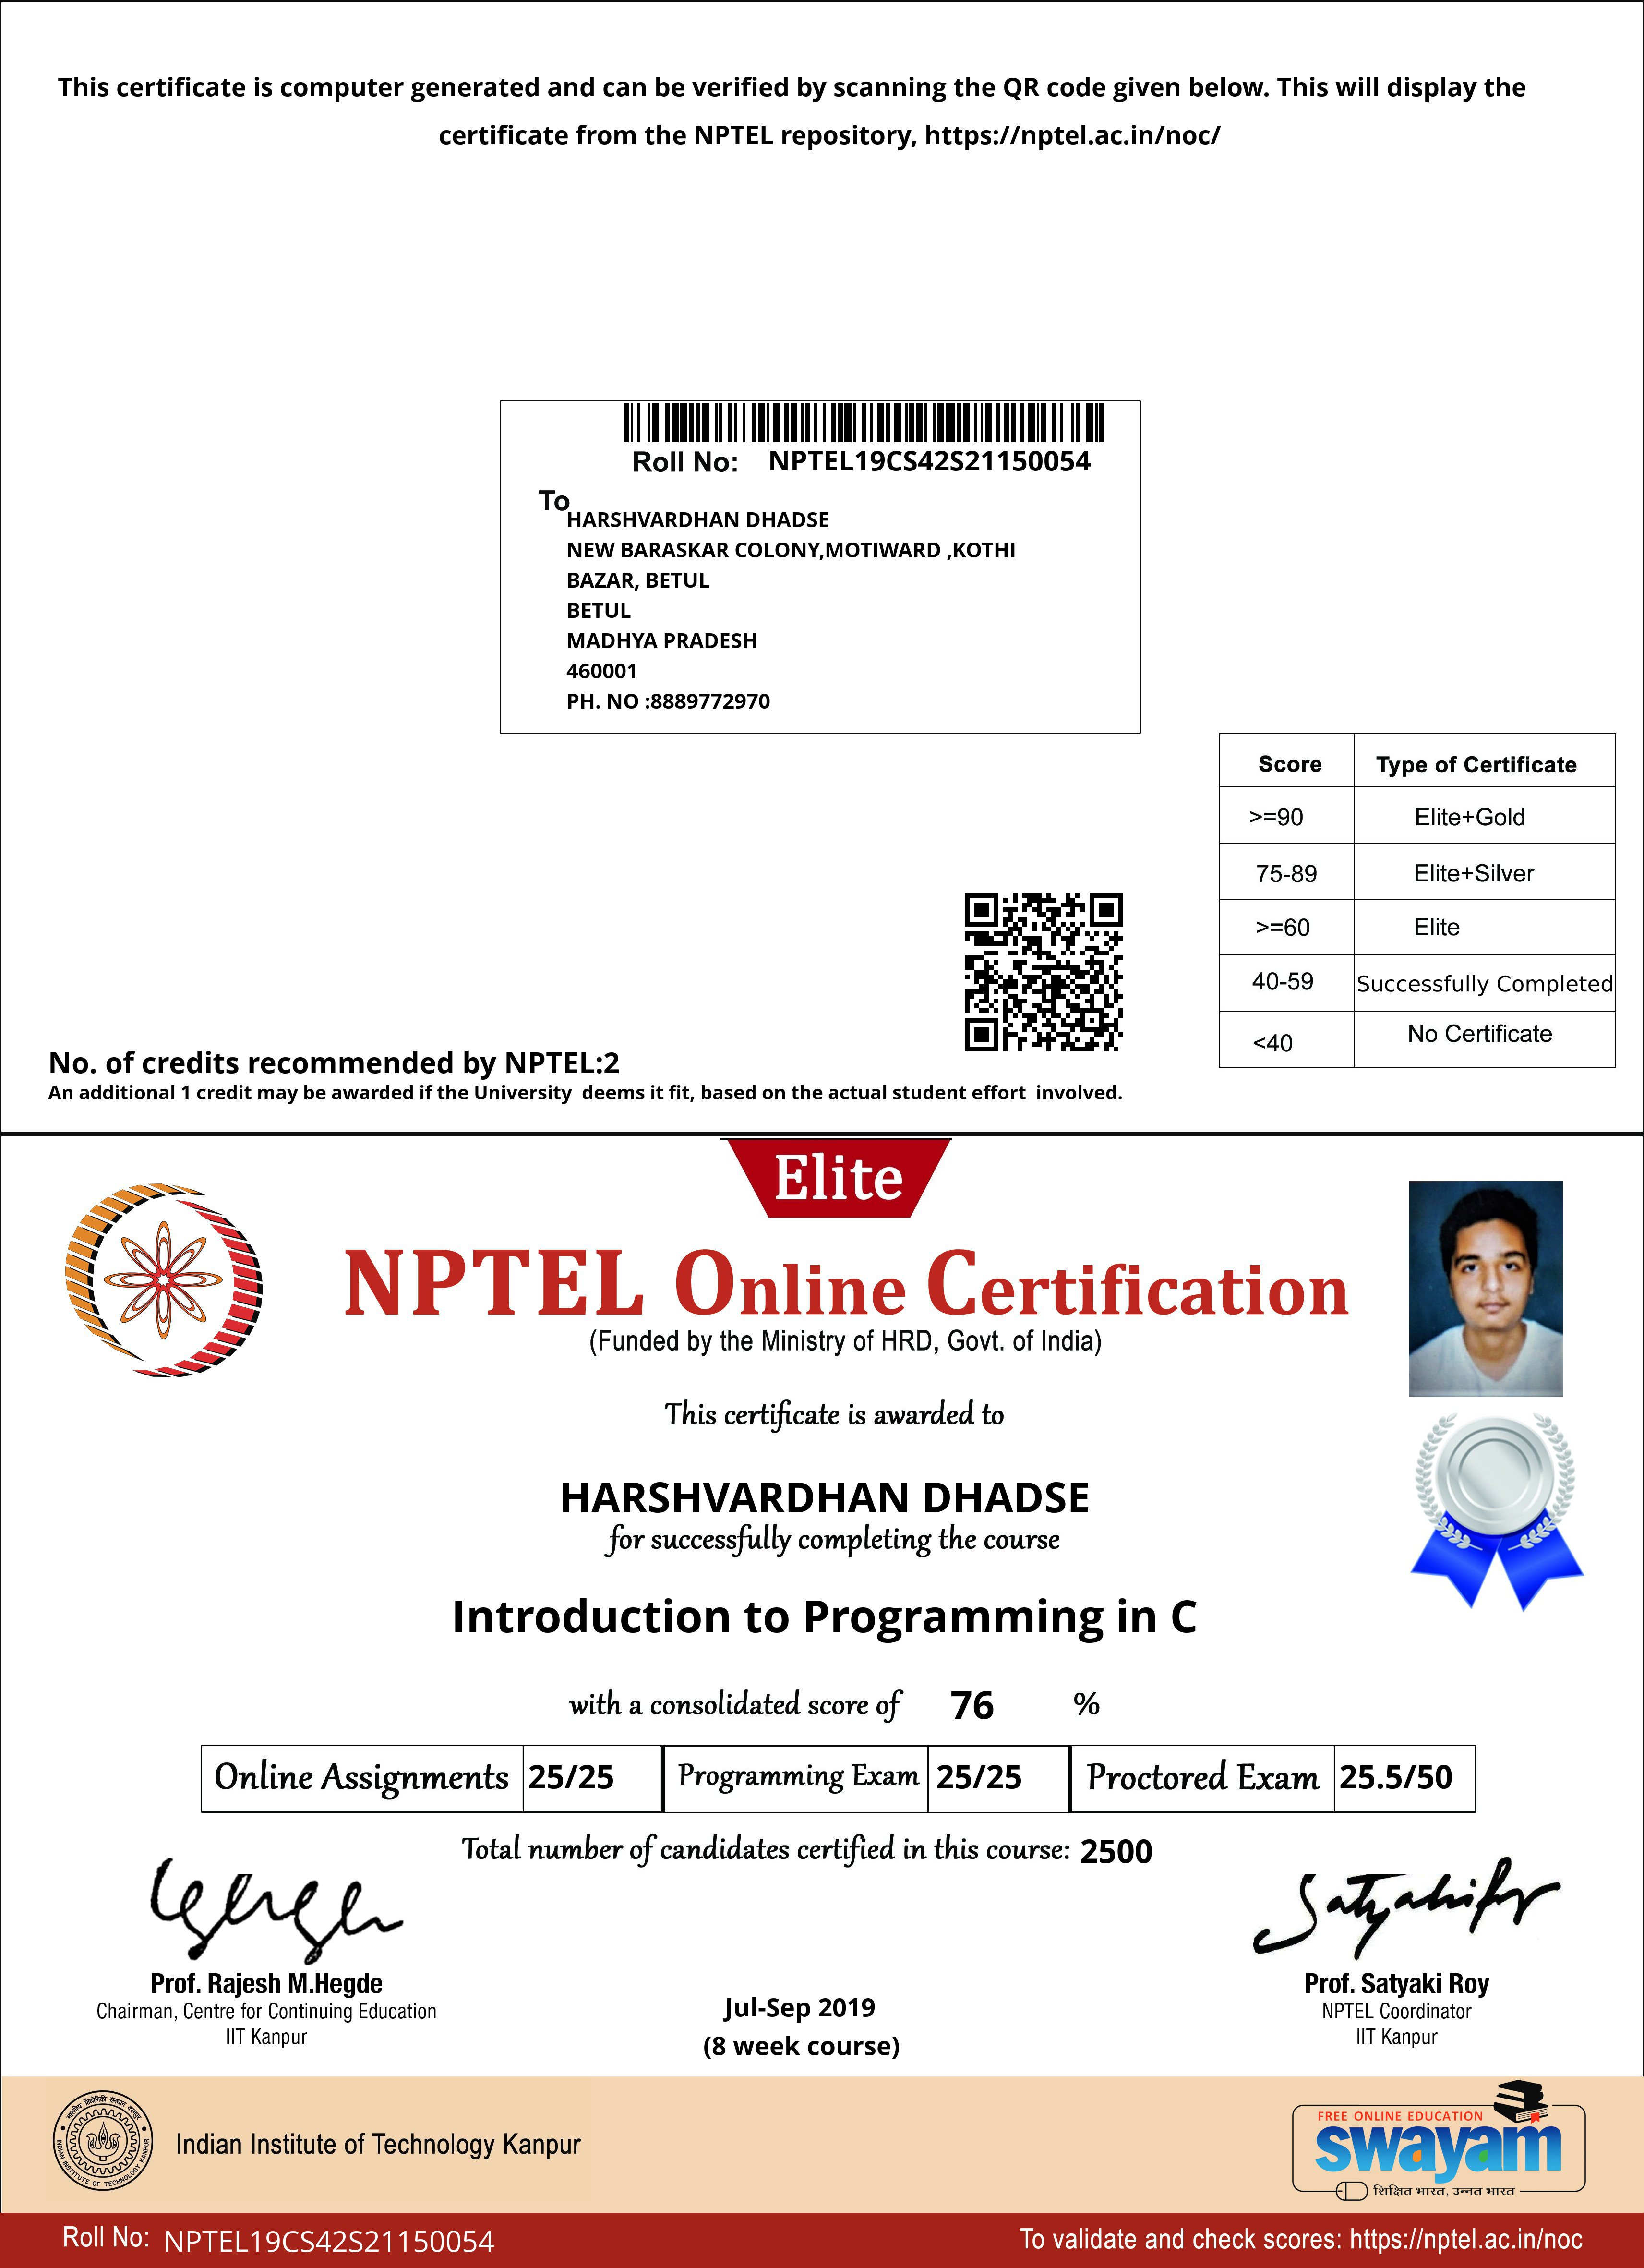 This certificate is computer generated and can be verified by scanning the QR code given below. This will display the
certificate from the NPTEL repository, https://nptel.ac.in/noc/
Roll No: NPTEL19CS42S21150054
To
HARSHVARDHAN DHADSE
NEW BARASKAR COLONY,MOTIWARD ,KOTHI
BAZAR, BETUL
BETUL
MADHYA PRADESH
460001
PH. NO :8889772970
Score Type of Certificate
>=90 Elite+Gold
75-89 Elite+Silver
>=60 Elite
40-59 Successfully Completed
<40 No Certificate
No. of credits recommended by NPTEL:2
An additional 1 credit may be awarded if the University deems it fit, based on the actual student effort involved.
Elite
NPTEL Online Certification
(Funded by the Ministry of HRD, Govt. of India)
This certificate is awarded to
HARSHVARDHAN DHADSE
for successfully completing the course
Introduction to Programming in C
with a consolidated score of 76 %
Online Assignments 25/25 Programming Exam 25/25 Proctored Exam 25.5/50
Total number of candidates certified in this course: 2500
Prof. Rajesh M.Hegde
Chairman, Centre for Continuing Education
IIT Kanpur
Jul-Sep 2019
(8 week course)
Prof. Satyaki Roy
NPTEL Coordinator
IIT Kanpur
भारतीय प्रौद्योगिकी संस्थान कानपुर
INDIAN INSTITUTE OF TECHNOLOGY KANPUR
Indian Institute of Technology Kanpur
FREE ONLINE EDUCATION
swayam
शिक्षित भारत, उन्नत भारत
Roll No: NPTEL19CS42S21150054
To validate and check scores: https://nptel.ac.in/noc